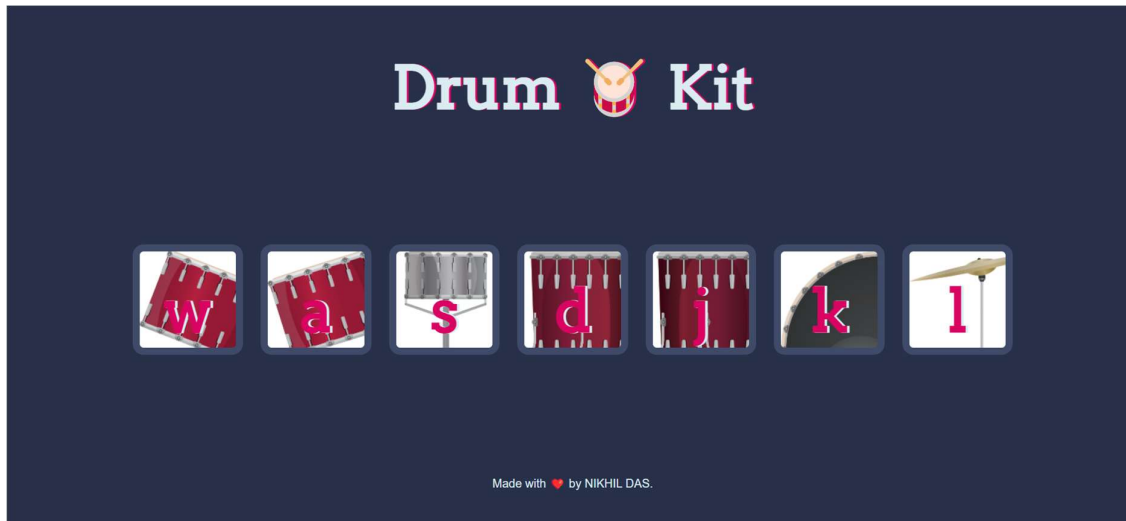 Drum 🥁 Kit
w a s d j k l
Made with ❤️ by NIKHIL DAS.